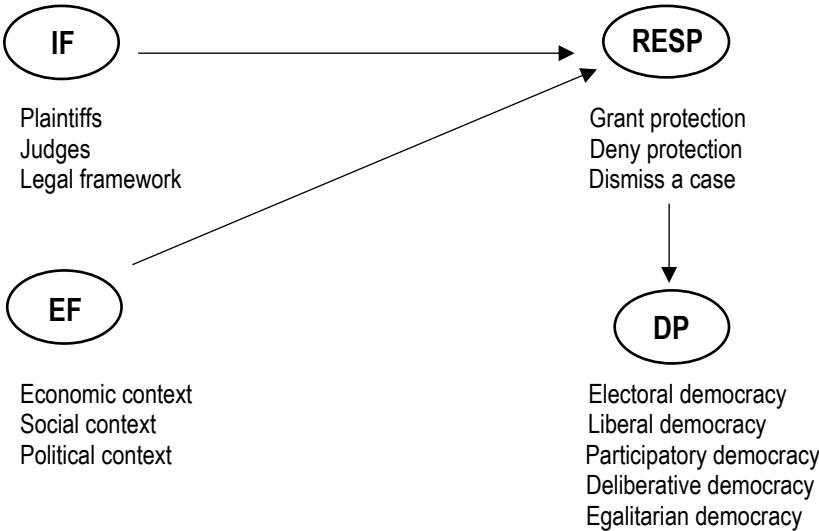 IF
Plaintiffs
Judges
Legal framework
RESP
Grant protection
Deny protection
Dismiss a case
EF
Economic context
Social context
Political context
DP
Electoral democracy
Liberal democracy
Participatory democracy
Deliberative democracy
Egalitarian democracy